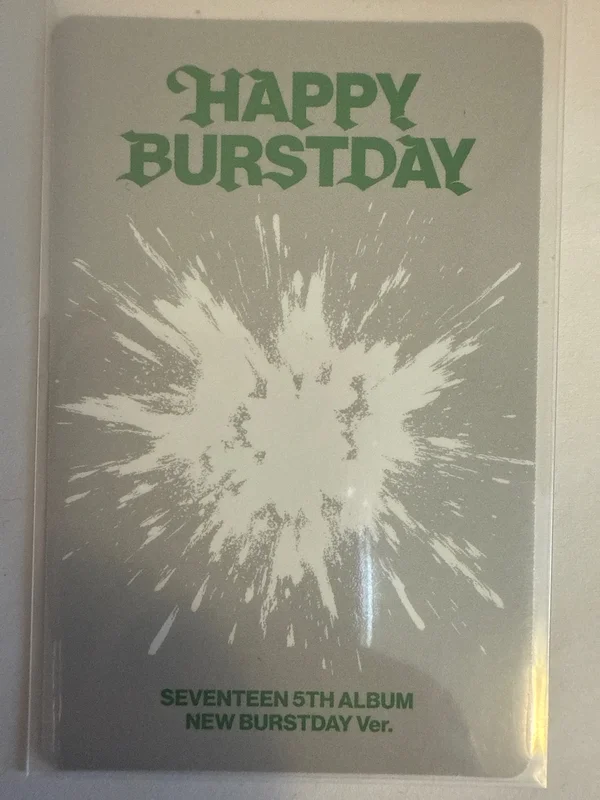 HAPPY
BURSTDAY
SEVENTEEN 5TH ALBUM
NEW BURSTDAY Ver.